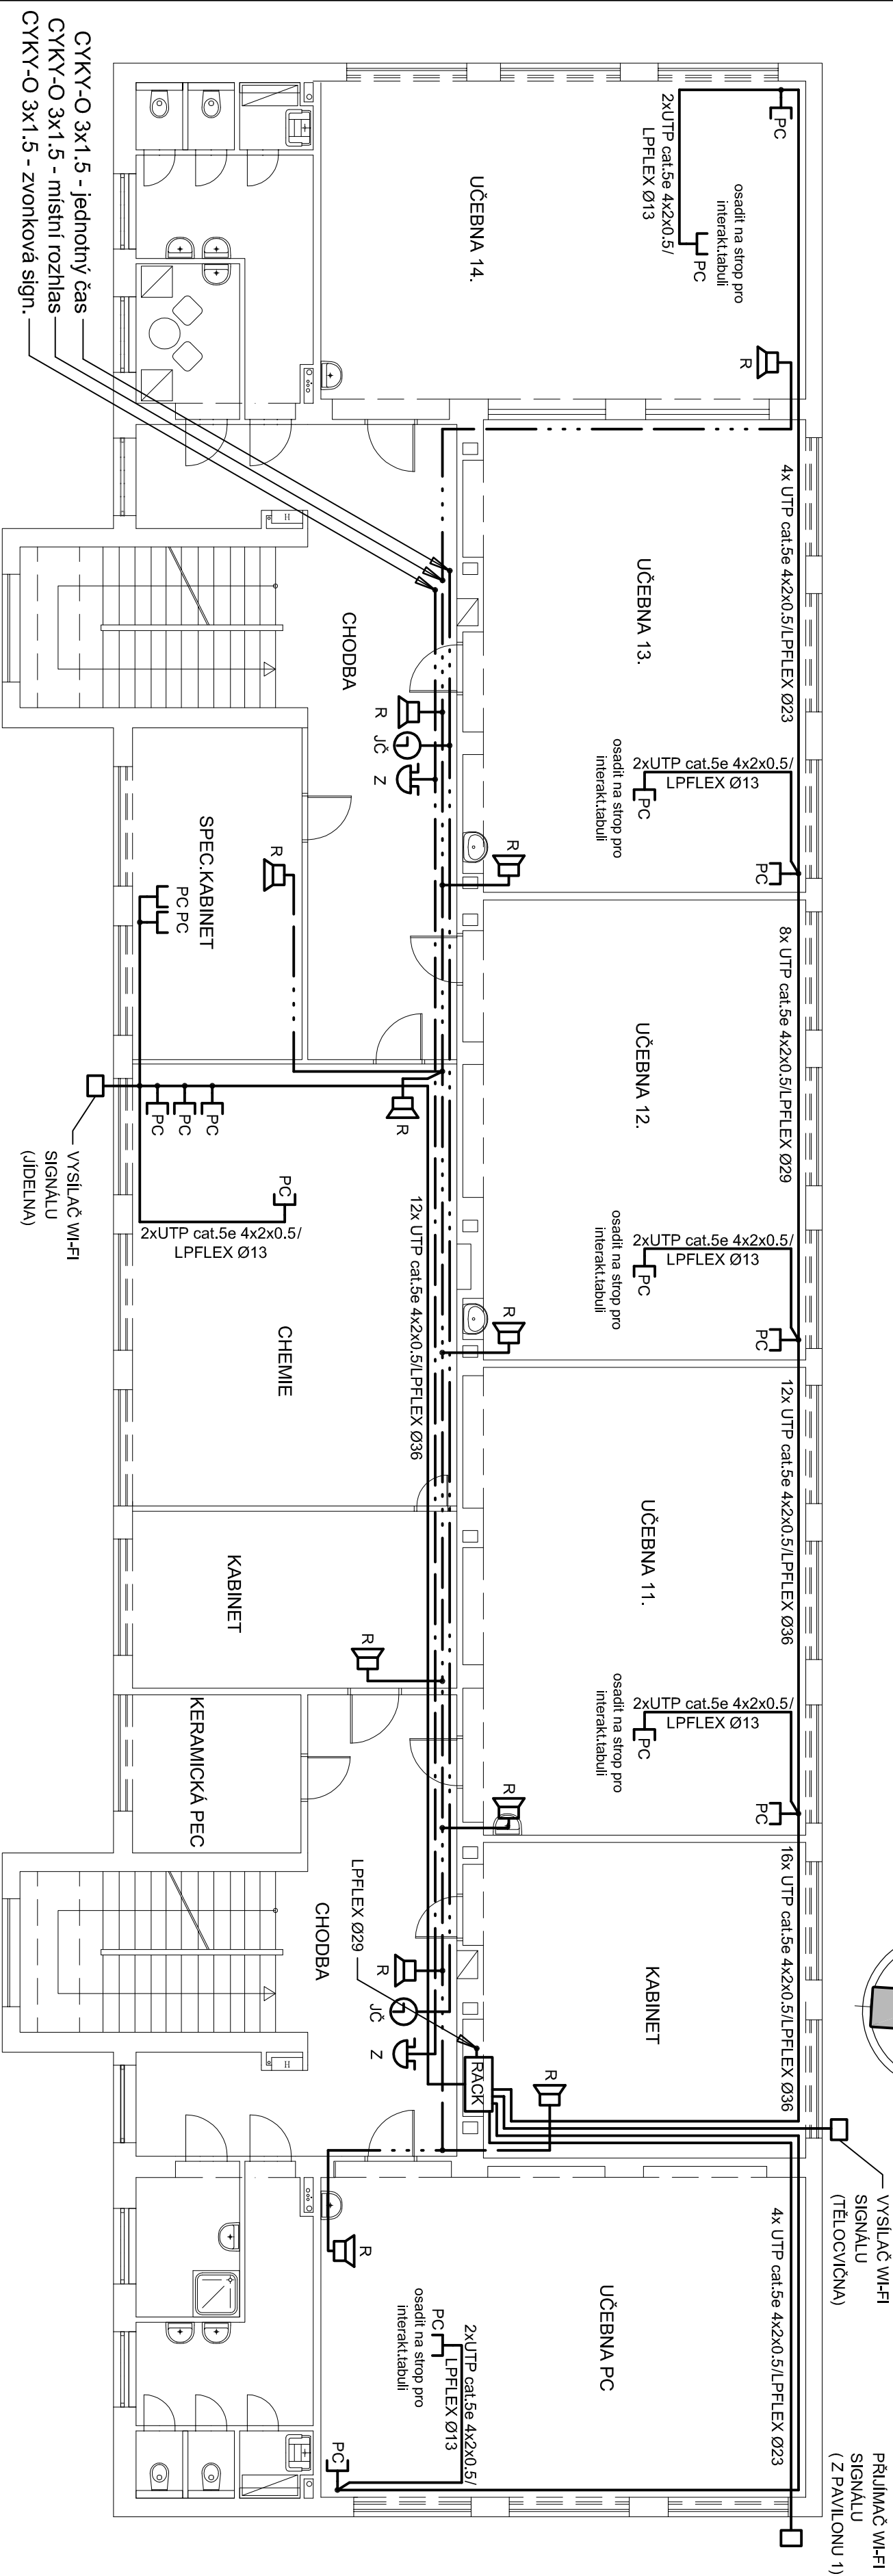 CYKY-O 3x1.5 - jednotný čas
CYKY-O 3x1.5 - místní rozhlas
CYKY-O 3x1.5 - zvonková sign.
UČEBNA 14.
PC
2xUTP cat.5e 4x2x0.5/
LPFLEX Ø13
PC
osadit na strop pro
interakt.tabuli
R
4x UTP cat.5e 4x2x0.5/LPFLEX Ø23
UČEBNA 13.
2xUTP cat.5e 4x2x0.5/
LPFLEX Ø13
PC
osadit na strop pro
interakt.tabuli
PC
R
H
CHODBA
R
JČ
Z
SPEC.KABINET
R
PC
PC
8x UTP cat.5e 4x2x0.5/LPFLEX Ø29
UČEBNA 12.
2xUTP cat.5e 4x2x0.5/
LPFLEX Ø13
PC
osadit na strop pro
interakt.tabuli
PC
R
VYSÍLAČ WI-FI
SIGNÁLU
(JÍDELNA)
PC
PC
PC
R
PC
2xUTP cat.5e 4x2x0.5/
LPFLEX Ø13
12x UTP cat.5e 4x2x0.5/LPFLEX Ø36
CHEMIE
12x UTP cat.5e 4x2x0.5/LPFLEX Ø36
UČEBNA 11.
2xUTP cat.5e 4x2x0.5/
LPFLEX Ø13
PC
osadit na strop pro
interakt.tabuli
PC
R
KABINET
R
KERAMICKÁ PEC
16x UTP cat.5e 4x2x0.5/LPFLEX Ø36
KABINET
LPFLEX Ø29
CHODBA
R
JČ
Z
RACK
R
H
VYSÍLAČ WI-FI
SIGNÁLU
(TĚLOCVIČNA)
4x UTP cat.5e 4x2x0.5/LPFLEX Ø23
UČEBNA PC
R
PC
osadit na strop pro
interakt.tabuli
2xUTP cat.5e 4x2x0.5/
LPFLEX Ø13
PC
PŘIJÍMAČ WI-FI
SIGNÁLU
( Z PAVILONU 1)